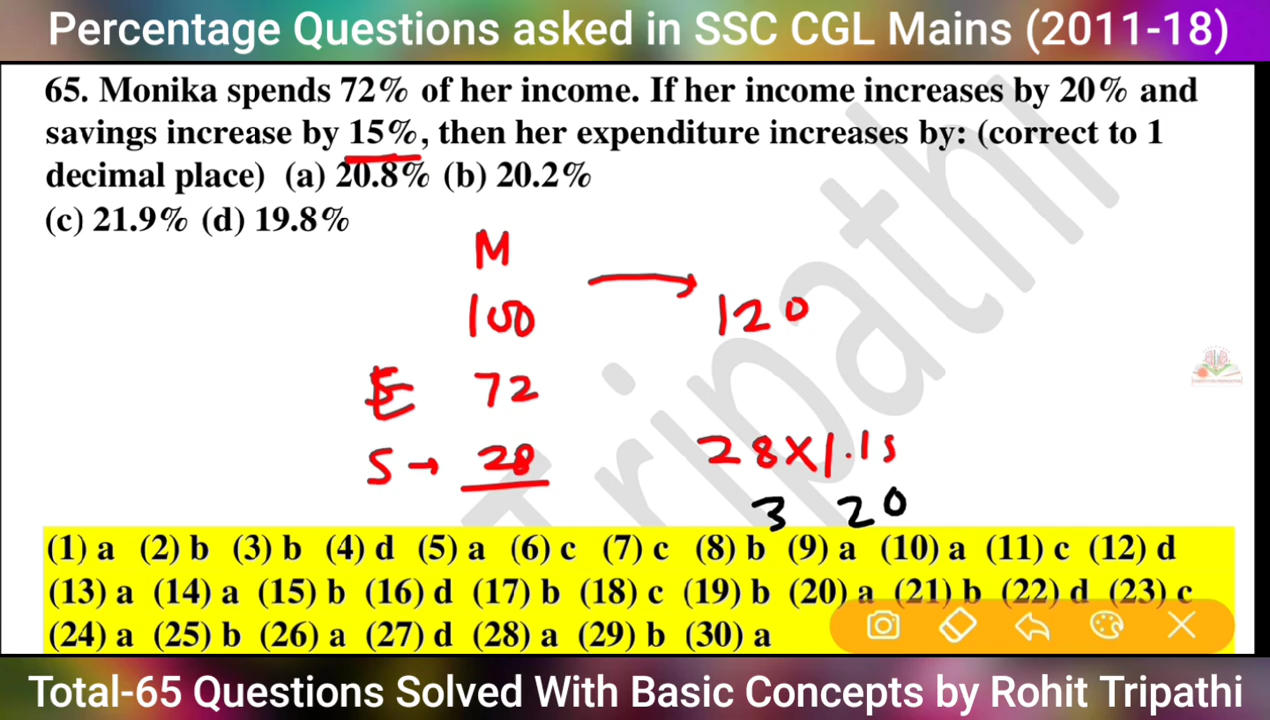 Percentage Questions asked in SSC CGL Mains (2011-18)
65. Monika spends 72% of her income. If her income increases by 20% and
savings increase by 15%, then her expenditure increases by: (correct to 1
decimal place) (a) 20.8% (b) 20.2%
(c) 21.9% (d) 19.8%
M
100 120
E 72
S → 28 28×1.15
3 20
(1) a (2) b (3) b (4) d (5) a (6) c (7) c (8) b (9) a (10) a (11) c (12) d
(13) a (14) a (15) b (16) d (17) b (18) c (19) b (20) a (21) b (22) d (23) c
(24) a (25) b (26) a (27) d (28) a (29) b (30) a
Total-65 Questions Solved With Basic Concepts by Rohit Tripathi
Tripathi